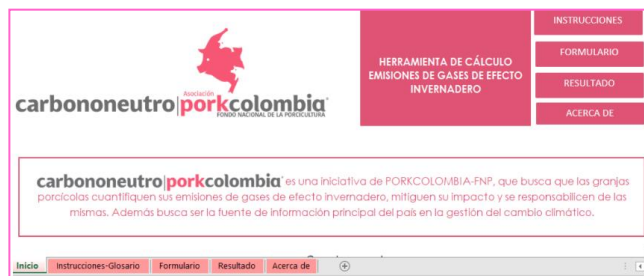 INSTRUCCIONES
FORMULARIO
HERRAMIENTA DE CÁLCULO
EMISIONES DE GASES DE EFECTO
INVERNADERO
RESULTADO
ACERCA DE
Asociación
carbononeutro|porkcolombia
FONDO NACIONAL DE LA PORCICULTURA
carbononeutro|porkcolombia es una iniciativa de PORKCOLOMBIA-FNP, que busca que las granjas
porcícolas cuantifiquen sus emisiones de gases de efecto invernadero, mitiguen su impacto y se responsabilicen de las
mismas. Además busca ser la fuente de información principal del país en la gestión del cambio climático.
Inicio Instrucciones-Glosario Formulario Resultado Acerca de